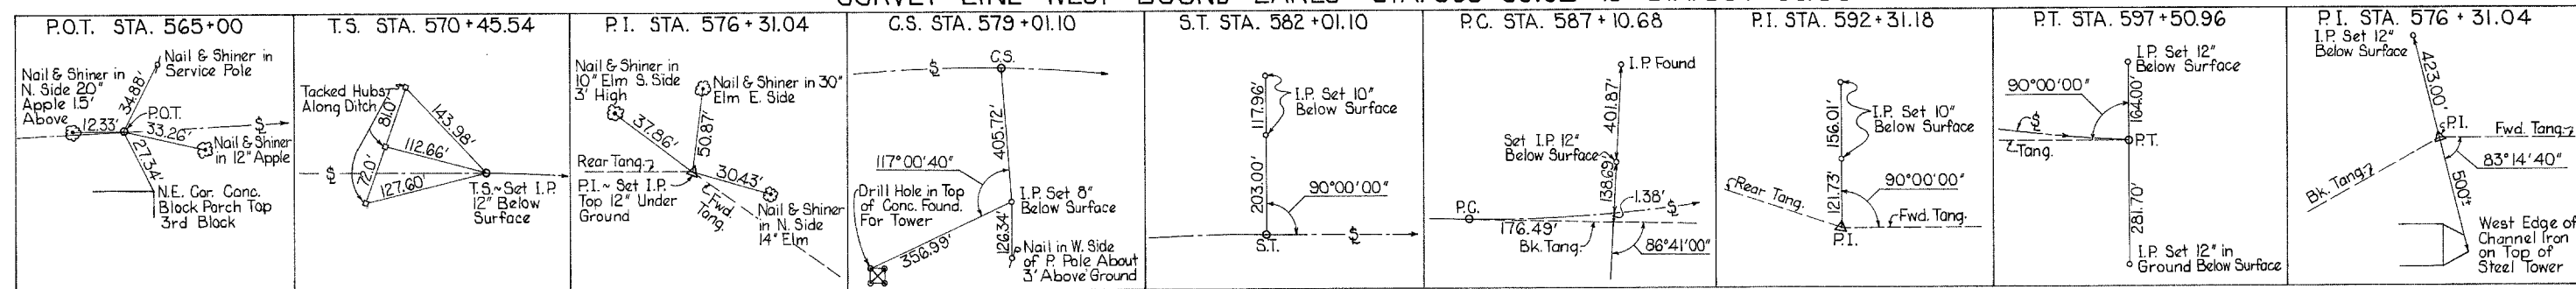 P.O.T. STA. 565+00
Nail & Shiner in
Service Pole
Nail & Shiner in
N. Side 20"
Apple 1.5'
Above
34.88'
P.O.T.
12.33'
33.26'
Nail & Shiner
in 12" Apple
27.34'
N.E. Cor. Conc.
Block Porch Top
3rd Block
T.S. STA. 570+45.54
Tacked Hubs
Along Ditch
81.0'
143.98'
112.66'
72.0'
127.60'
T.S.~Set I.P.
12" Below
Surface
P.I. STA. 576+31.04
Nail & Shiner in
10" Elm S. Side
3' High
Nail & Shiner in 30"
Elm E. Side
37.86'
50.87'
Rear Tang.
30.43'
P.I.~ Set I.P.
Top 12" Under
Ground
Fwd.
Tang.
Nail & Shiner
in N. Side
14" Elm
C.S. STA. 579+01.10
C.S.
405.72'
117°00'40"
Drill Hole in Top
of Conc. Found.
For Tower
I.P. Set 8"
Below Surface
356.99'
126.34'
Nail in W. Side
of P. Pole About
3' Above Ground
S.T. STA. 582+01.10
117.96'
I.P. Set 10"
Below Surface
203.00'
90°00'00"
S.T.
P.C. STA. 587+10.68
I.P. Found
401.87'
Set I.P. 12"
Below Surface
138.69'
1.38'
P.C.
176.49'
Bk. Tang.
86°41'00"
P.I. STA. 592+31.18
156.01'
I.P. Set 10"
Below Surface
Rear Tang.
121.73'
90°00'00"
Fwd. Tang.
P.I.
P.T. STA. 597+50.96
I.P. Set 12"
Below Surface
90°00'00"
164.00'
Tang.
P.T.
281.70'
I.P. Set 12" in
Ground Below Surface
P.I. STA. 576+31.04
I.P. Set 12"
Below Surface
423.00'
P.I.
Fwd. Tang.
83°14'40"
Bk. Tang.
500'±
West Edge of
Channel Iron
on Top of
Steel Tower